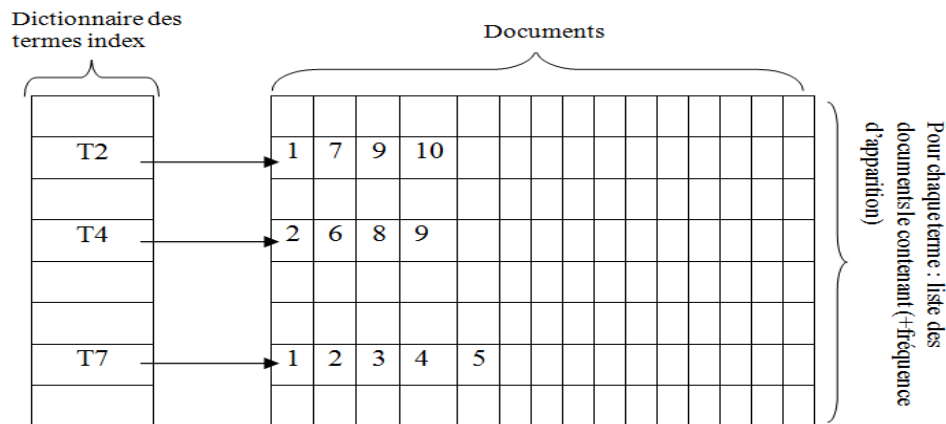 Dictionnaire des
termes index
Documents
T2
1 7 9 10
T4
2 6 8 9
T7
1 2 3 4 5
Pour chaque terme : liste des
documents le contenant (+fréquence
d'apparition)